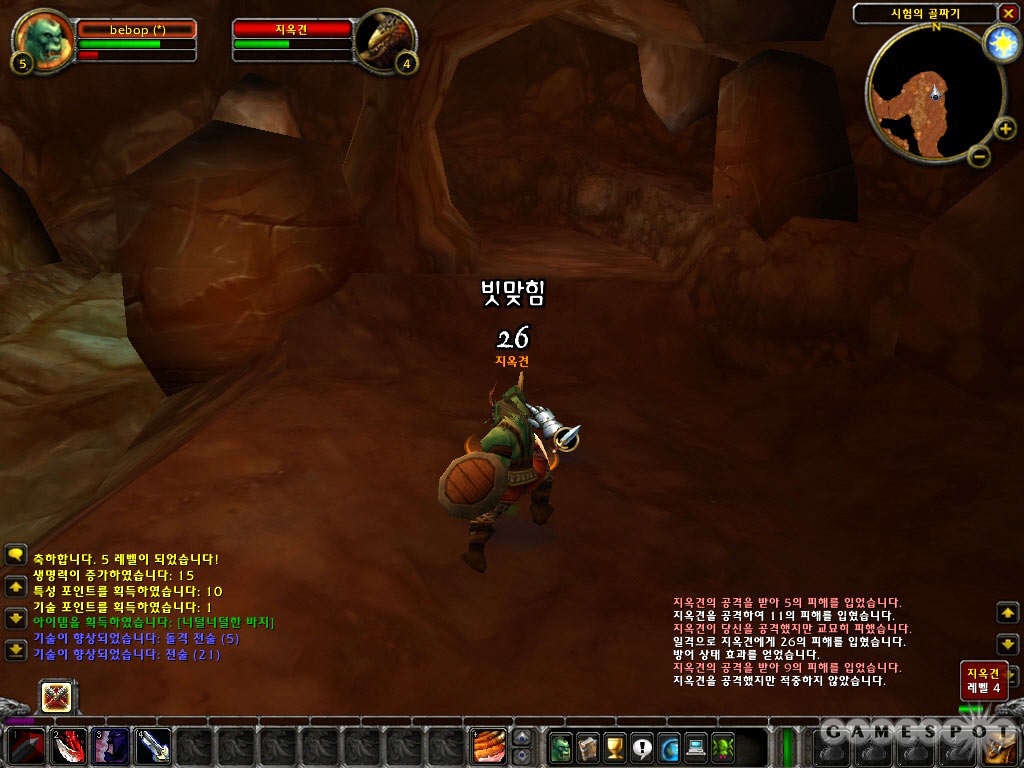 bebop (*)
5
지옥견
4
시험의 골짜기
N
빗맞힘
26
지옥견
축하합니다. 5 레벨이 되었습니다!
생명력이 증가하였습니다: 15
특성 포인트를 획득하였습니다: 10
기술 포인트를 획득하였습니다: 1
아이템을 획득하였습니다: [너덜너덜한 바지]
기술이 향상되었습니다: 돌격 전술 (5)
기술이 향상되었습니다: 전술 (21)
지옥견의 공격을 받아 5의 피해를 입었습니다.
지옥견을 공격하여 11의 피해를 입혔습니다.
지옥견이 당신을 공격했지만 교묘히 피했습니다.
일격으로 지옥견에게 26의 피해를 입혔습니다.
방어 상태 효과를 얻었습니다.
지옥견의 공격을 받아 9의 피해를 입었습니다.
지옥견을 공격했지만 적중하지 않았습니다.
지옥견
레벨 4
2
3
4
GAMESPOT